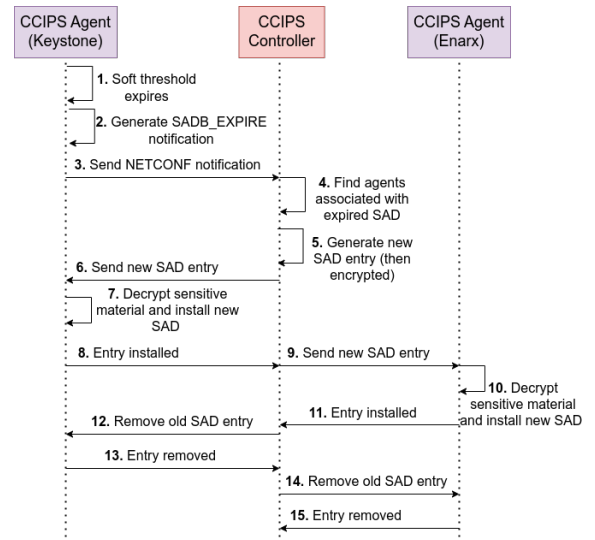 CCIPS Agent
(Keystone)
CCIPS
Controller
CCIPS Agent
(Enarx)
1. Soft threshold
expires
2. Generate SADB_EXPIRE
notification
3. Send NETCONF notification
4. Find agents
associated with
expired SAD
5. Generate new
SAD entry (then
encrypted)
6. Send new SAD entry
7. Decrypt sensitive
material and install new
SAD
8. Entry installed
9. Send new SAD entry
10. Decrypt
sensitive material
and install new SAD
11. Entry installed
12. Remove old SAD entry
13. Entry removed
14. Remove old SAD entry
15. Entry removed